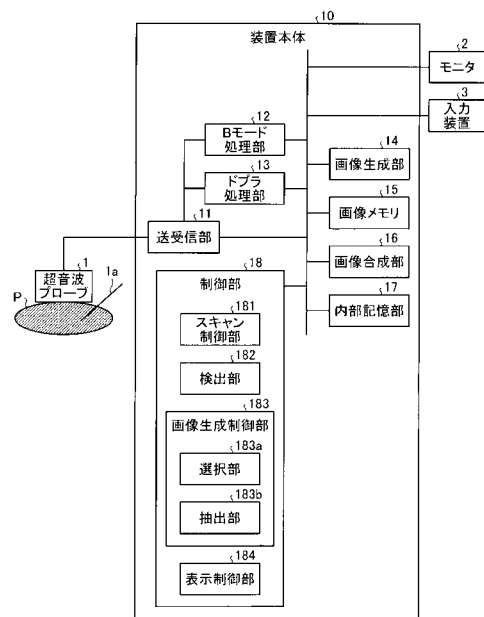 10
装置本体
2
モニタ
3
入力
装置
12
Bモード
処理部
13
ドプラ
処理部
11
送受信部
14
画像生成部
15
画像メモリ
16
画像合成部
17
内部記憶部
1
超音波
プローブ
1a
P
18
制御部
181
スキャン
制御部
182
検出部
183
画像生成制御部
183a
選択部
183b
抽出部
184
表示制御部